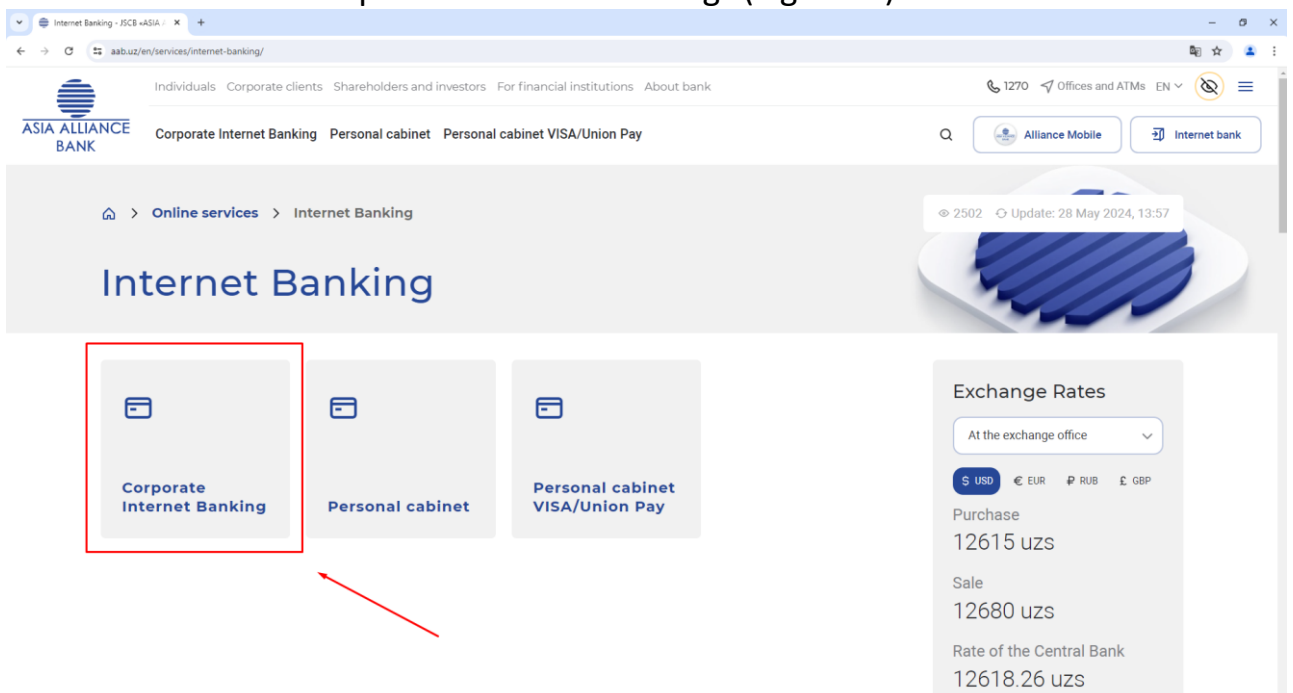 Internet Banking - JSCB «ASIA A
aab.uz/en/services/internet-banking/
Individuals Corporate clients Shareholders and investors For financial institutions About bank
1270 Offices and ATMs EN
ASIA ALLIANCE
BANK
Corporate Internet Banking Personal cabinet Personal cabinet VISA/Union Pay
Alliance Mobile
Internet bank
Online services > Internet Banking
2502 Update: 28 May 2024, 13:57
Internet Banking
Corporate
Internet Banking
Personal cabinet
Personal cabinet
VISA/Union Pay
Exchange Rates
At the exchange office
$ USD € EUR ₽ RUB £ GBP
Purchase
12615 uzs
Sale
12680 uzs
Rate of the Central Bank
12618.26 uzs